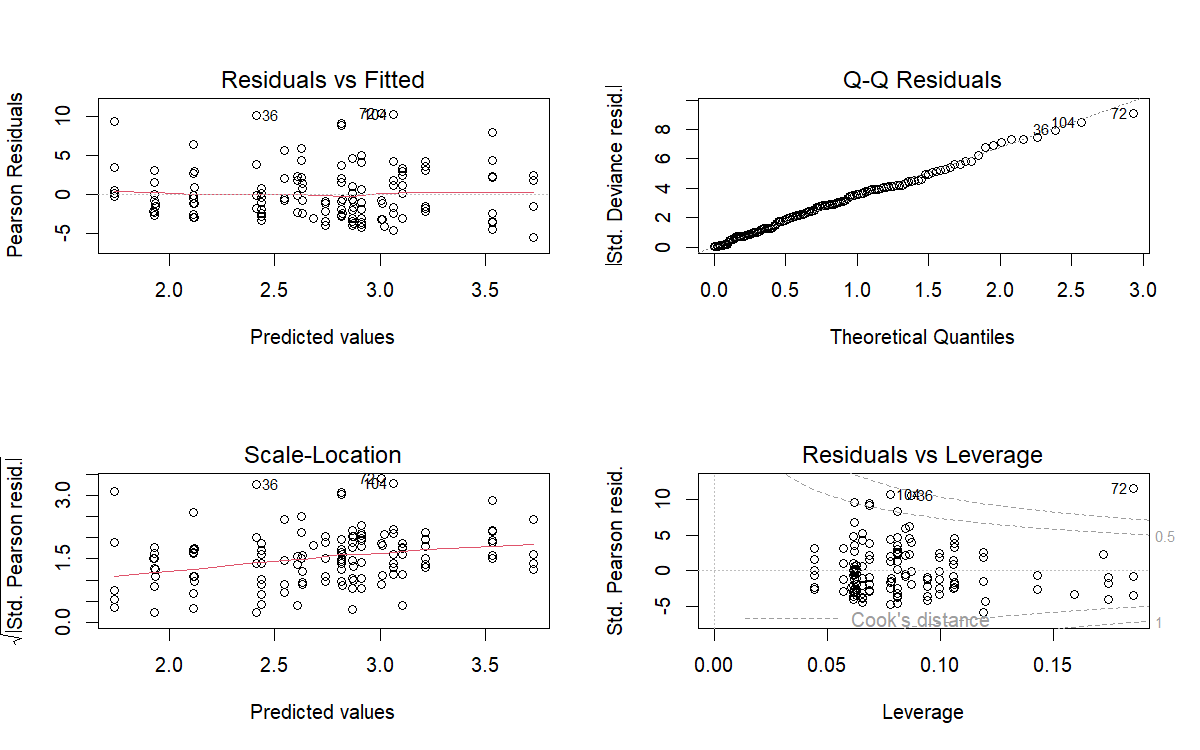 Residuals vs Fitted
Pearson Residuals
10
5
0
-5
36
72
104
2.0 2.5 3.0 3.5
Predicted values
Q-Q Residuals
|Std. Deviance resid.|
8
6
4
2
0
36
104
72
0.0 0.5 1.0 1.5 2.0 2.5 3.0
Theoretical Quantiles
Scale-Location
√|Std. Pearson resid.|
3.0
1.5
0.0
36
72
104
2.0 2.5 3.0 3.5
Predicted values
Residuals vs Leverage
Std. Pearson resid.
10
5
0
-5
104
36
72
0.5
1
Cook's distance
0.00 0.05 0.10 0.15
Leverage